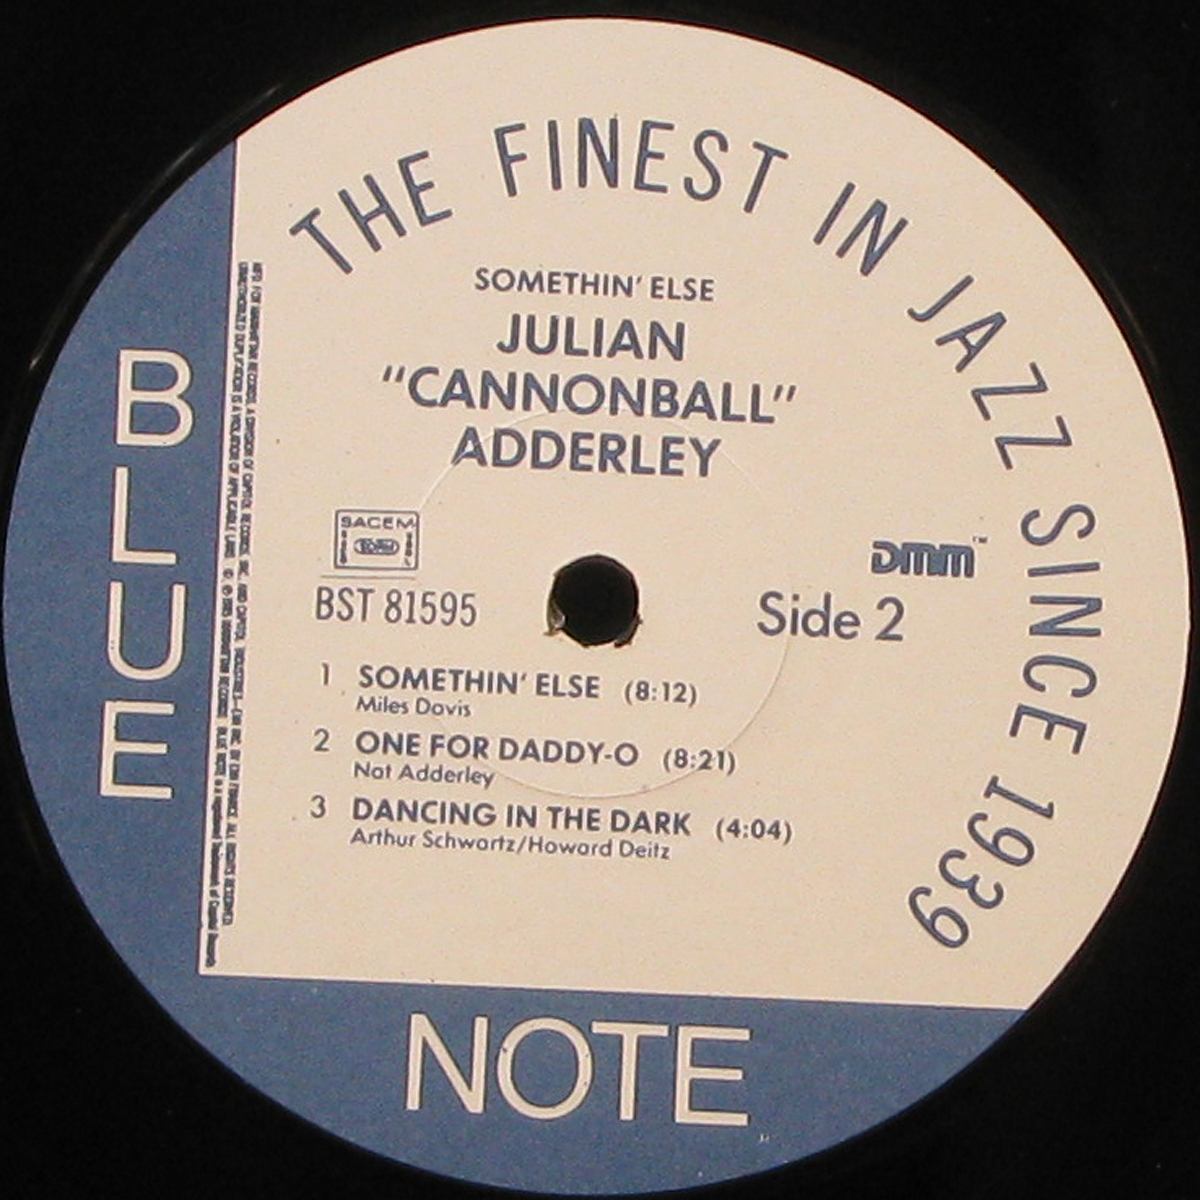 THE FINEST IN JAZZ SINCE 1939
SOMETHIN' ELSE
JULIAN
"CANNONBALL"
ADDERLEY
SACEM
BST 81595
DMM™
Side 2
1 SOMETHIN' ELSE (8:12)
Miles Davis
2 ONE FOR DADDY-O (8:21)
Nat Adderley
3 DANCING IN THE DARK (4:04)
Arthur Schwartz/Howard Deitz
BLUE
NOTE